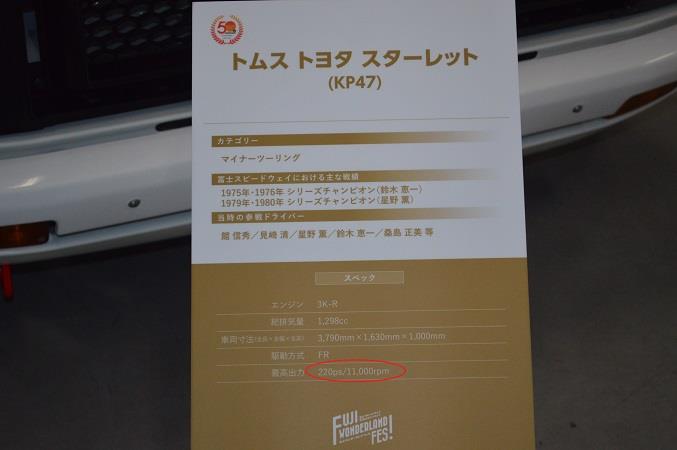 50
トムス トヨタ スターレット
(KP47)
カテゴリー
マイナーツーリング
富士スピードウェイにおける主な戦績
1975年・1976年 シリーズチャンピオン(鈴木 恵一)
1979年・1980年 シリーズチャンピオン(星野 薫)
当時の参戦ドライバー
舘 信秀/見崎 清/星野 薫/鈴木 恵一/桑島 正美 等
スペック
エンジン 3K-R
総排気量 1,298cc
車両寸法(全長×全幅×全高) 3,790mm×1,630mm×1,000mm
駆動方式 FR
最高出力 220ps/11,000rpm
FUJI
WONDERLAND
FES!